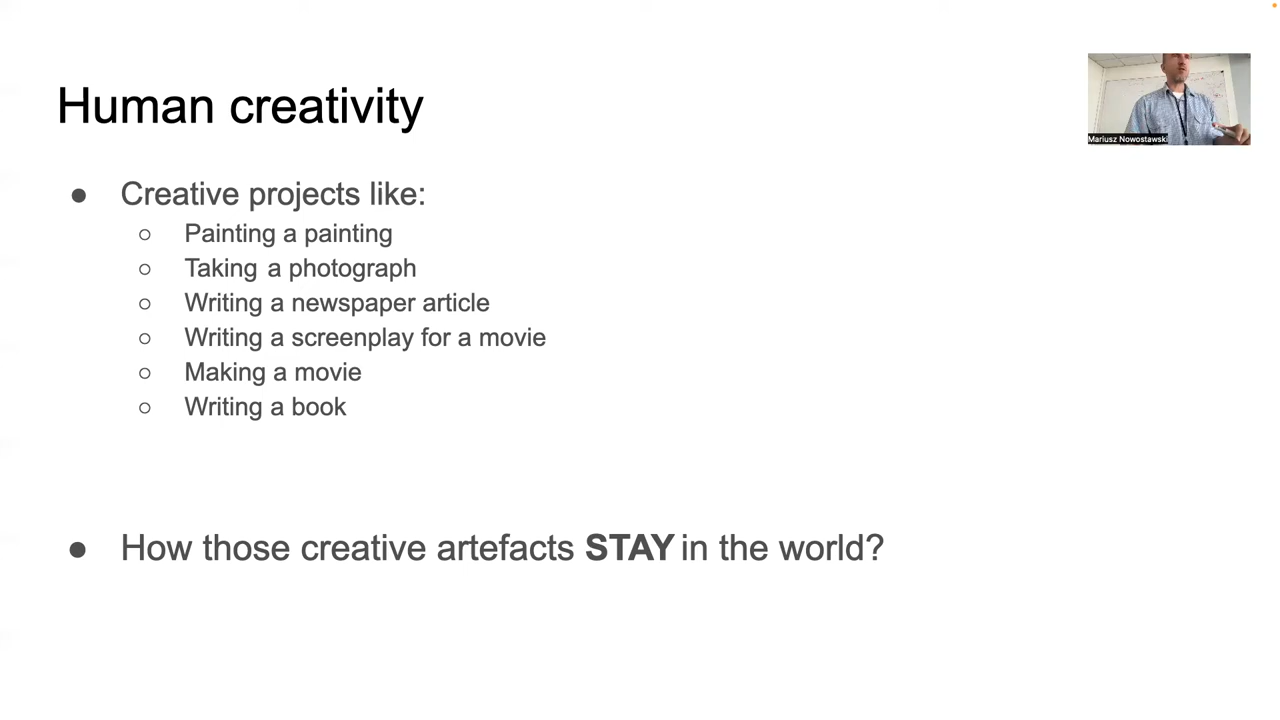 Human creativity
Mariusz Nowostawski
● Creative projects like:
○ Painting a painting
○ Taking a photograph
○ Writing a newspaper article
○ Writing a screenplay for a movie
○ Making a movie
○ Writing a book
● How those creative artefacts STAY in the world?